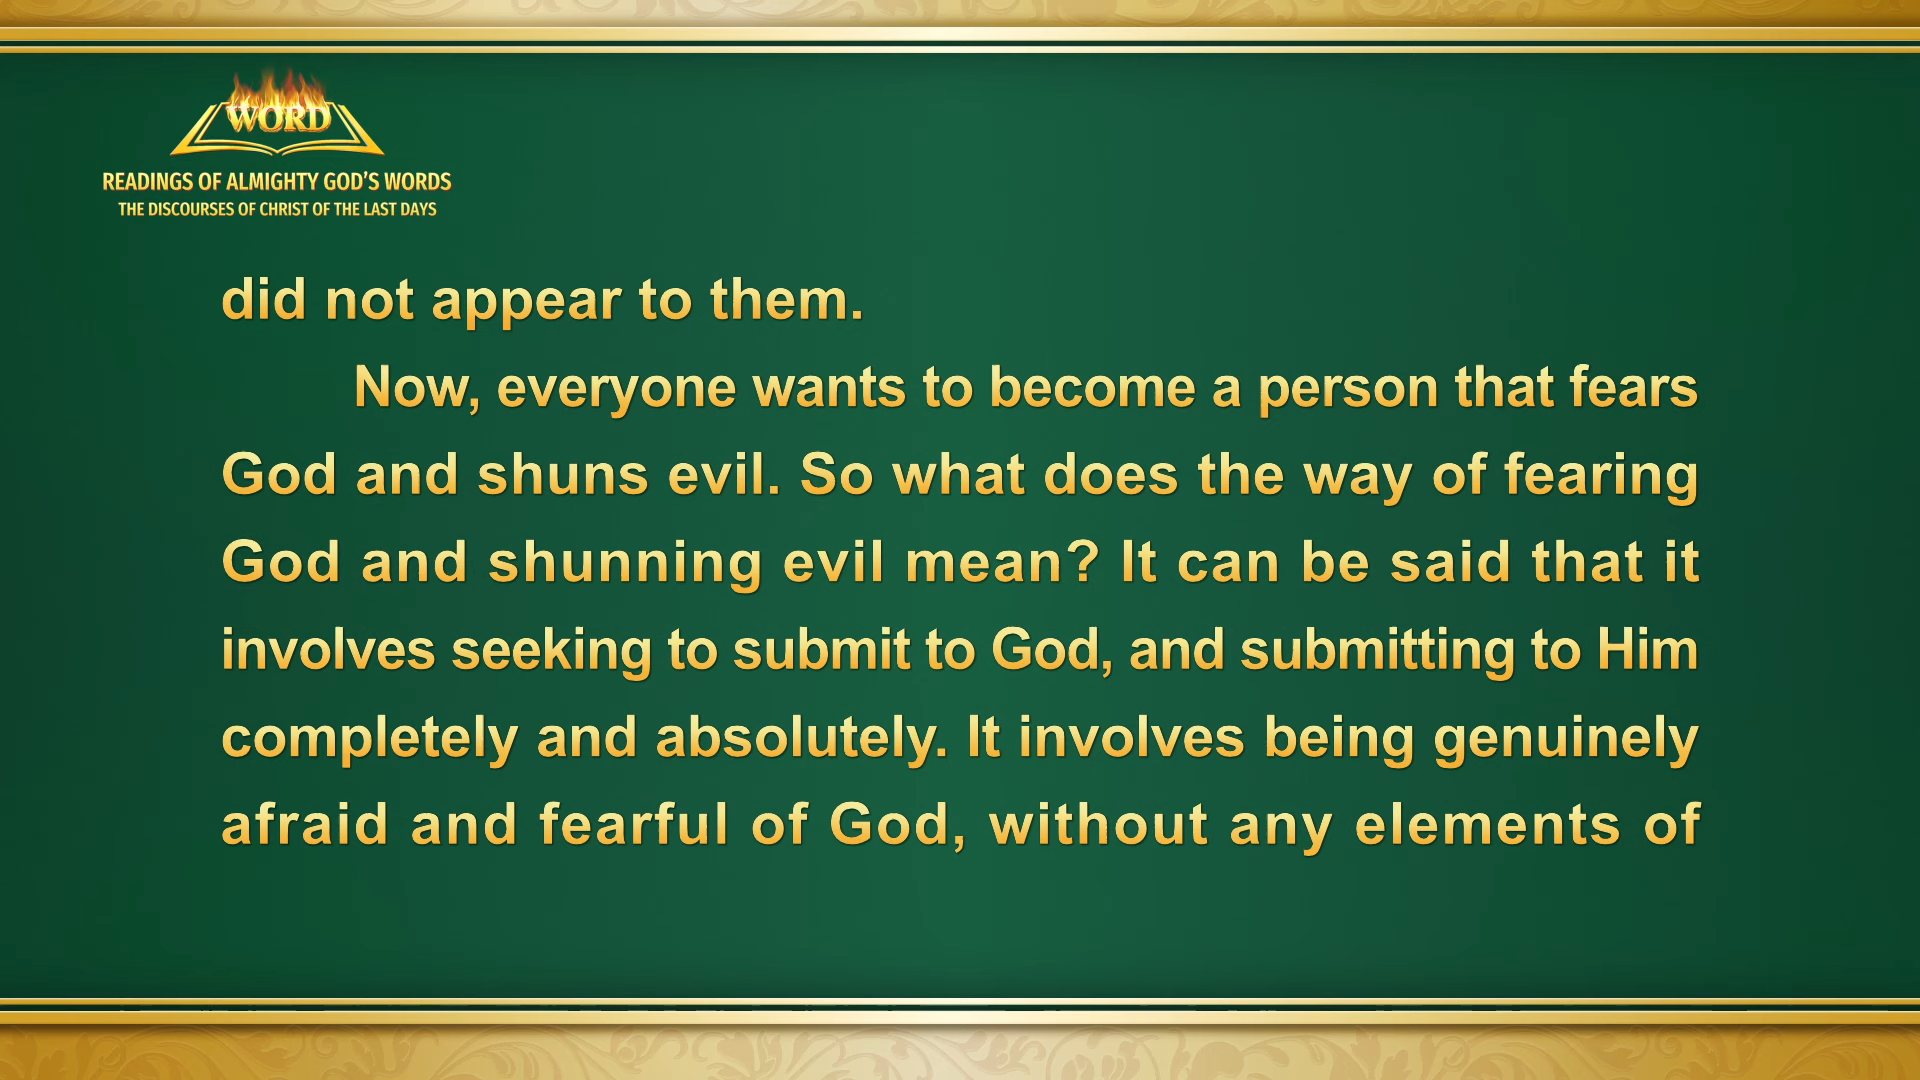 WORD
READINGS OF ALMIGHTY GOD'S WORDS
THE DISCOURSES OF CHRIST OF THE LAST DAYS
did not appear to them.
Now, everyone wants to become a person that fears
God and shuns evil. So what does the way of fearing
God and shunning evil mean? It can be said that it
involves seeking to submit to God, and submitting to Him
completely and absolutely. It involves being genuinely
afraid and fearful of God, without any elements of